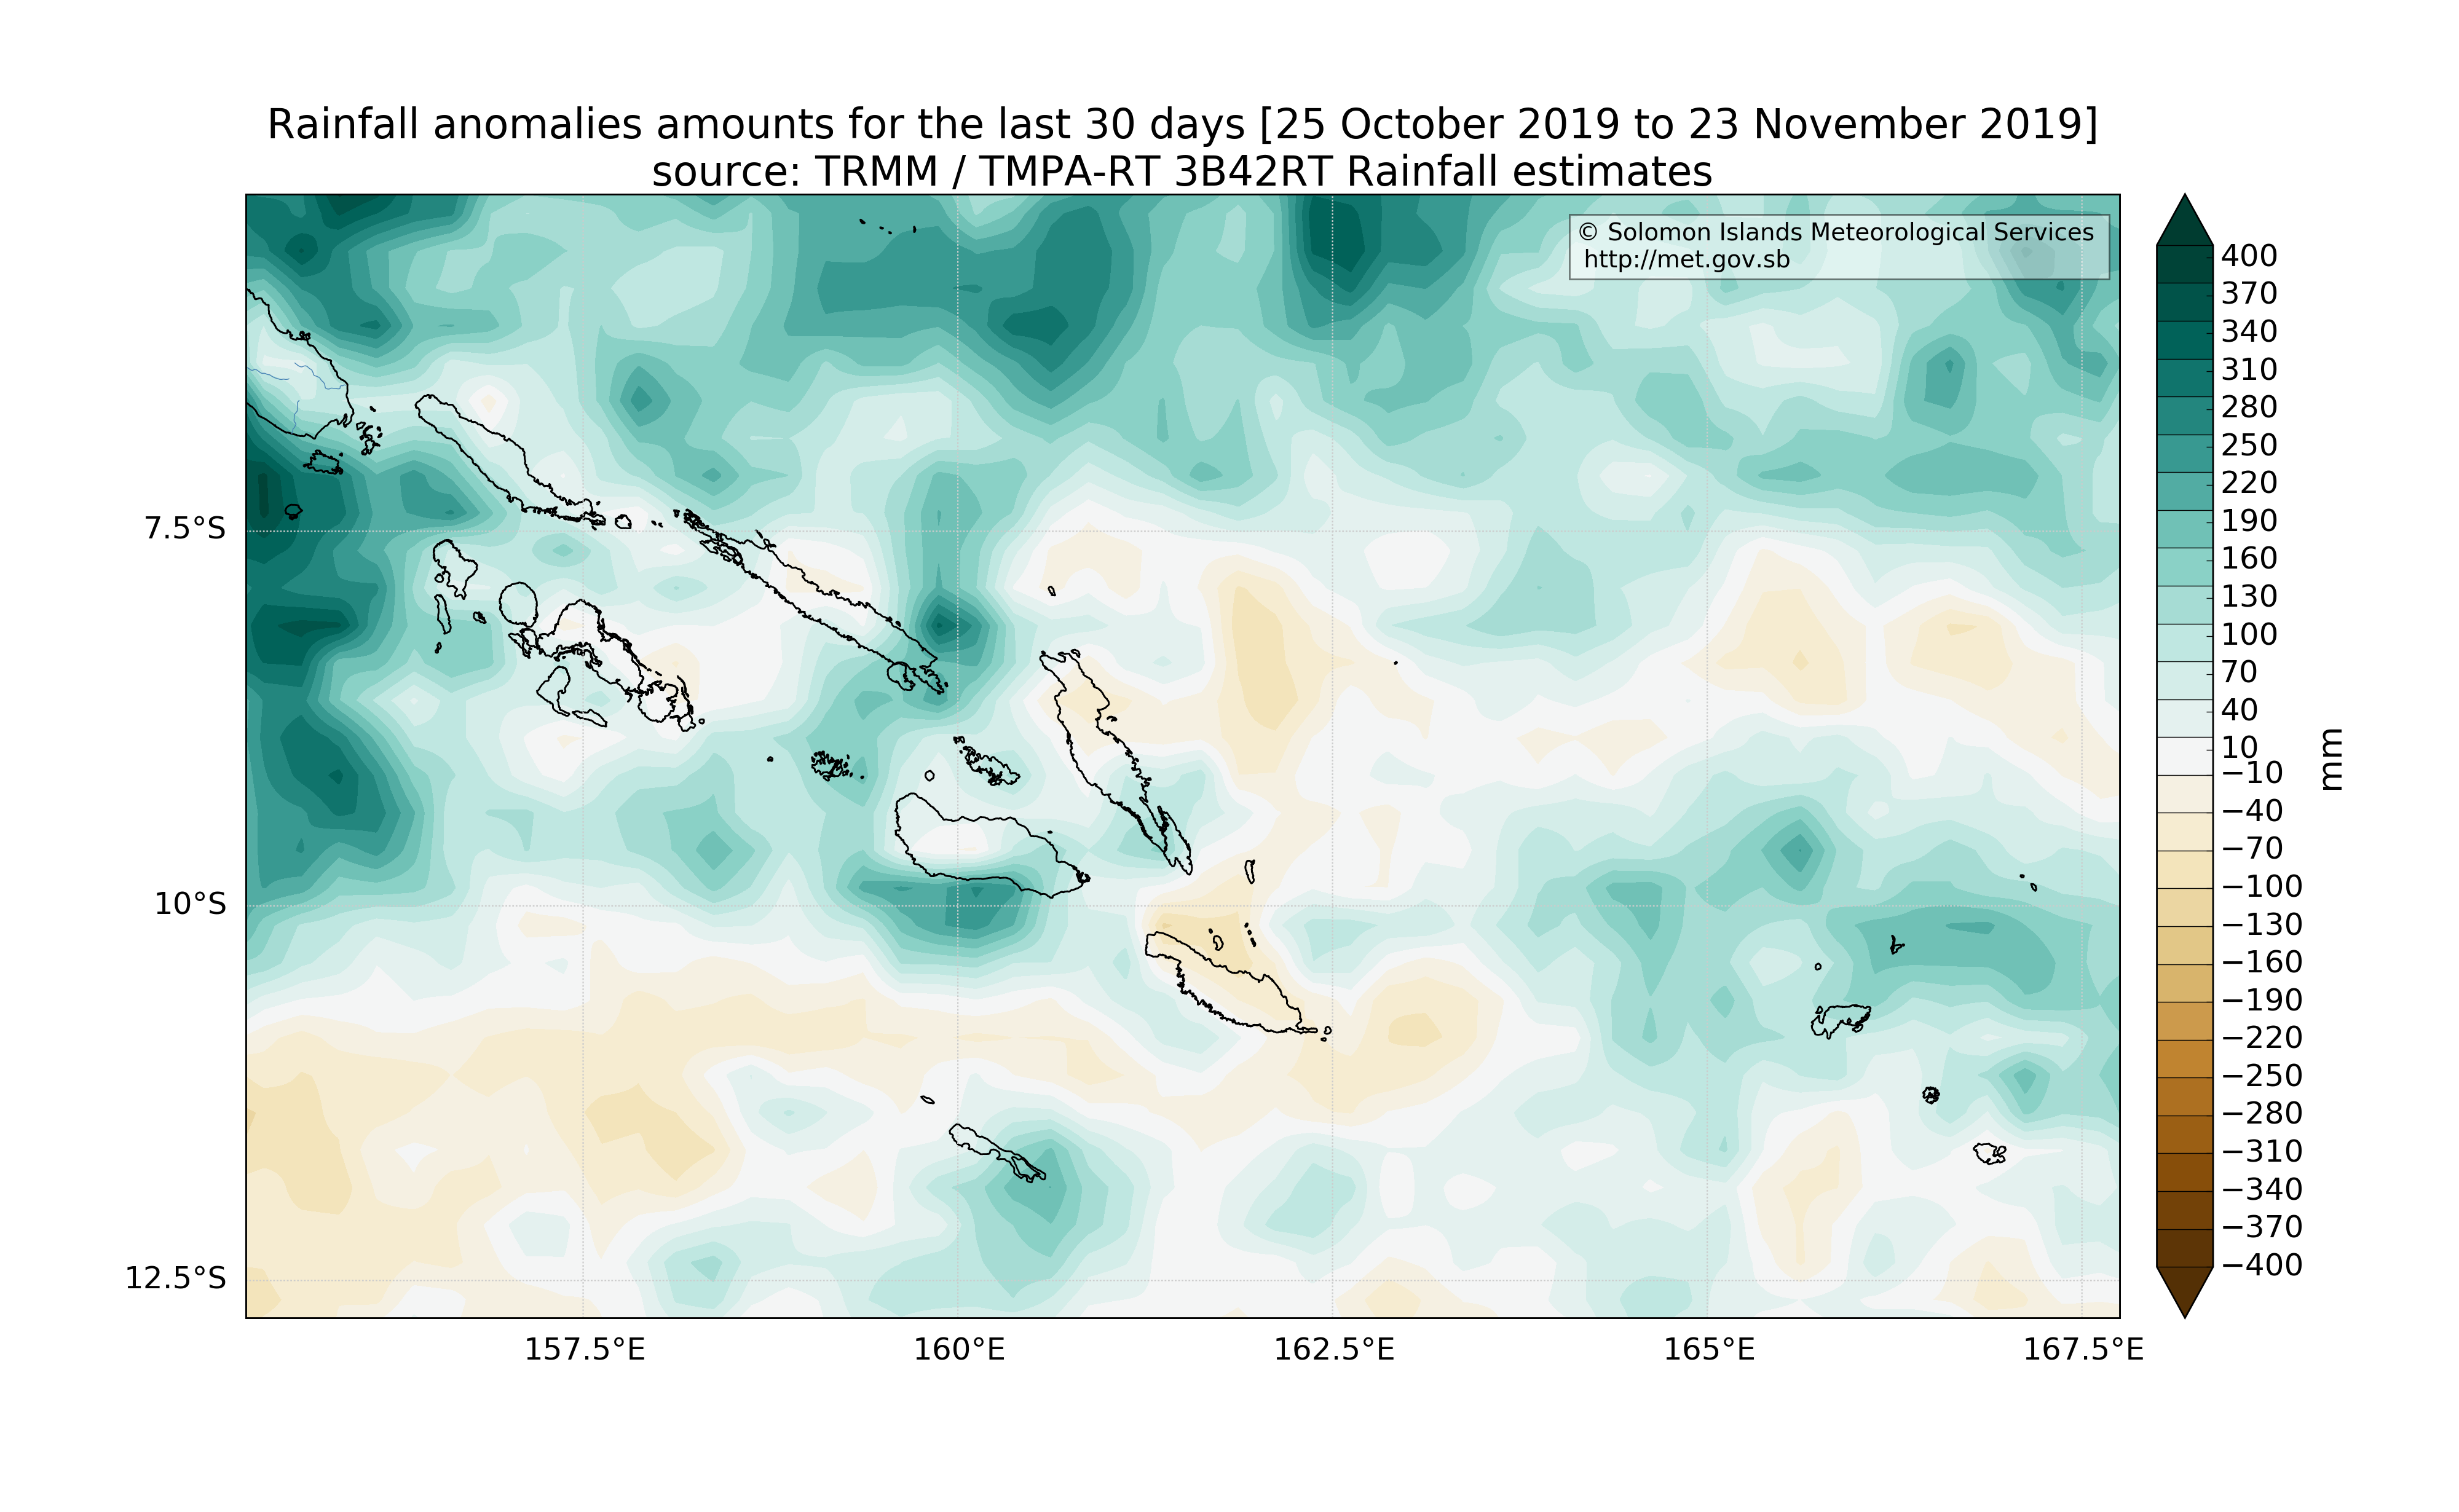 Rainfall anomalies amounts for the last 30 days [25 October 2019 to 23 November 2019]
source: TRMM / TMPA-RT 3B42RT Rainfall estimates
© Solomon Islands Meteorological Services
http://met.gov.sb
7.5°S
10°S
12.5°S
157.5°E
160°E
162.5°E
165°E
167.5°E
400
370
340
310
280
250
220
190
160
130
100
70
40
10
−10
−40
−70
−100
−130
−160
−190
−220
−250
−280
−310
−340
−370
−400
mm